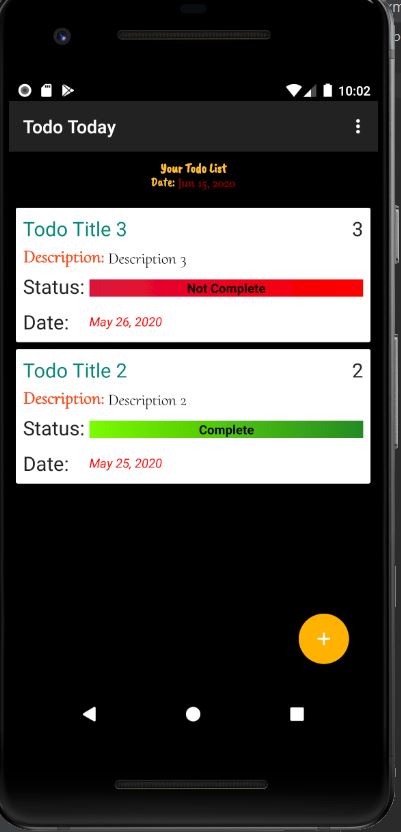 10:02
Todo Today
Your Todo List
Date: Jun 15, 2020
Todo Title 3 3
Description: Description 3
Status: Not Complete
Date: May 26, 2020
Todo Title 2 2
Description: Description 2
Status: Complete
Date: May 25, 2020
+